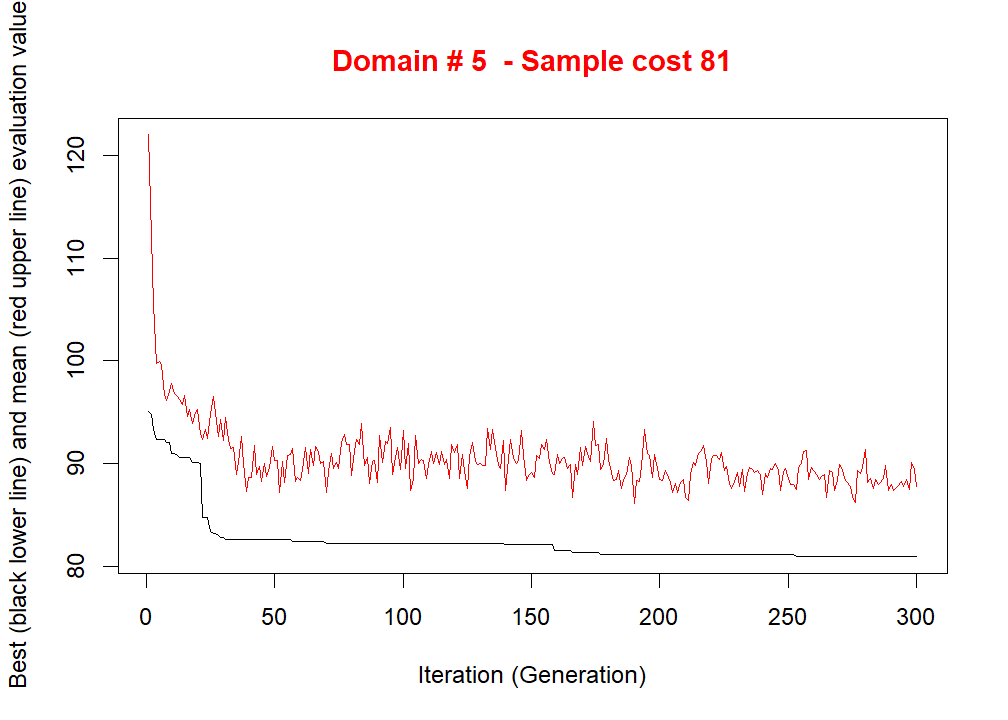 Domain # 5  - Sample cost 81
Best (black lower line) and mean (red upper line) evaluation value
120
110
100
90
80
0 50 100 150 200 250 300
Iteration (Generation)